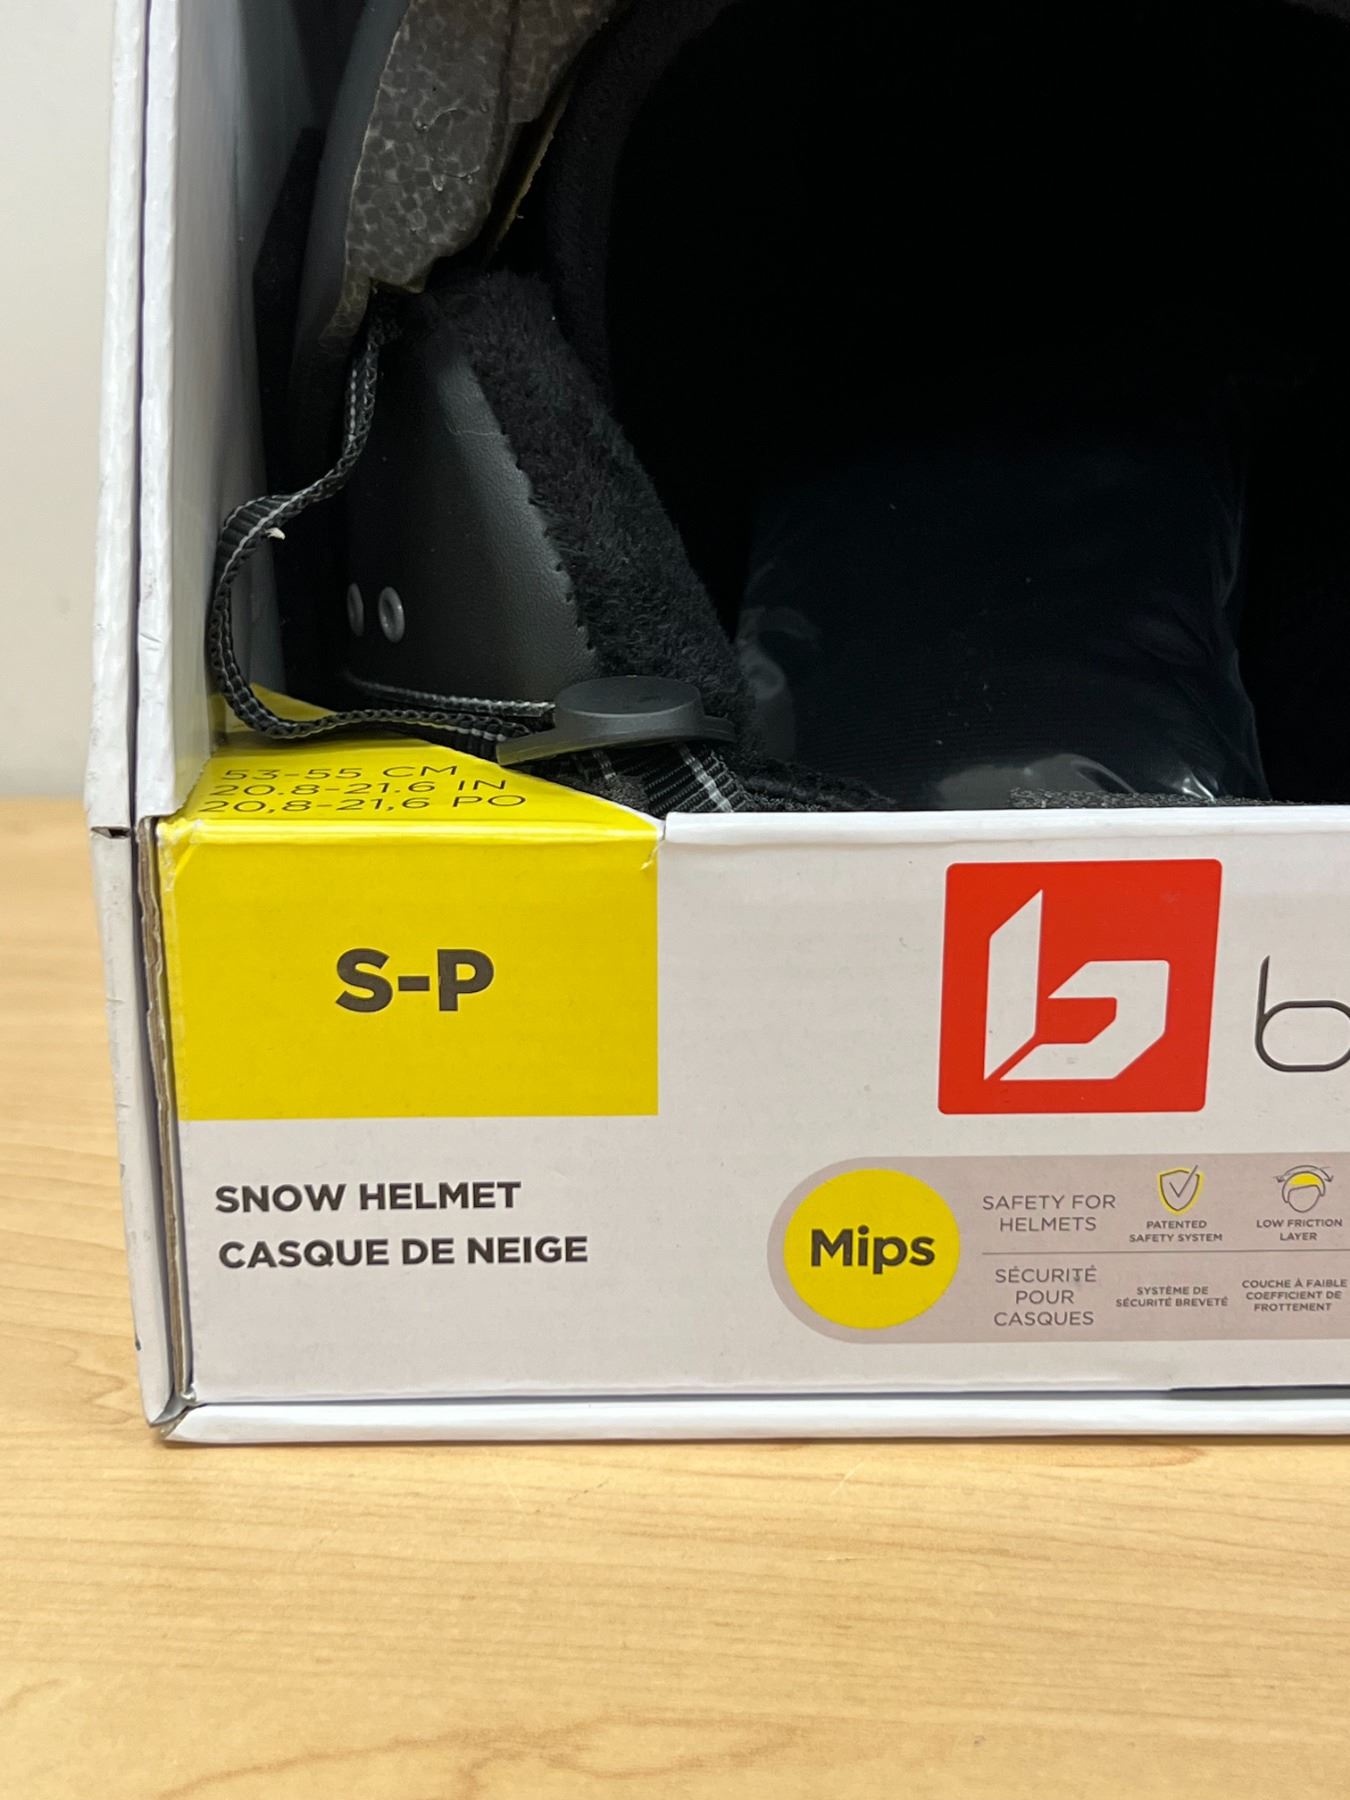 53-55 CM
20.8-21.6 IN
20,8-21,6 PO
S-P
b
SNOW HELMET
CASQUE DE NEIGE
Mips
SAFETY FOR
HELMETS
PATENTED
SAFETY SYSTEM
LOW FRICTION
LAYER
SÉCURITÉ
POUR
CASQUES
SYSTÈME DE
SÉCURITÉ BREVETÉ
COUCHE À FAIBLE
COEFFICIENT DE
FROTTEMENT